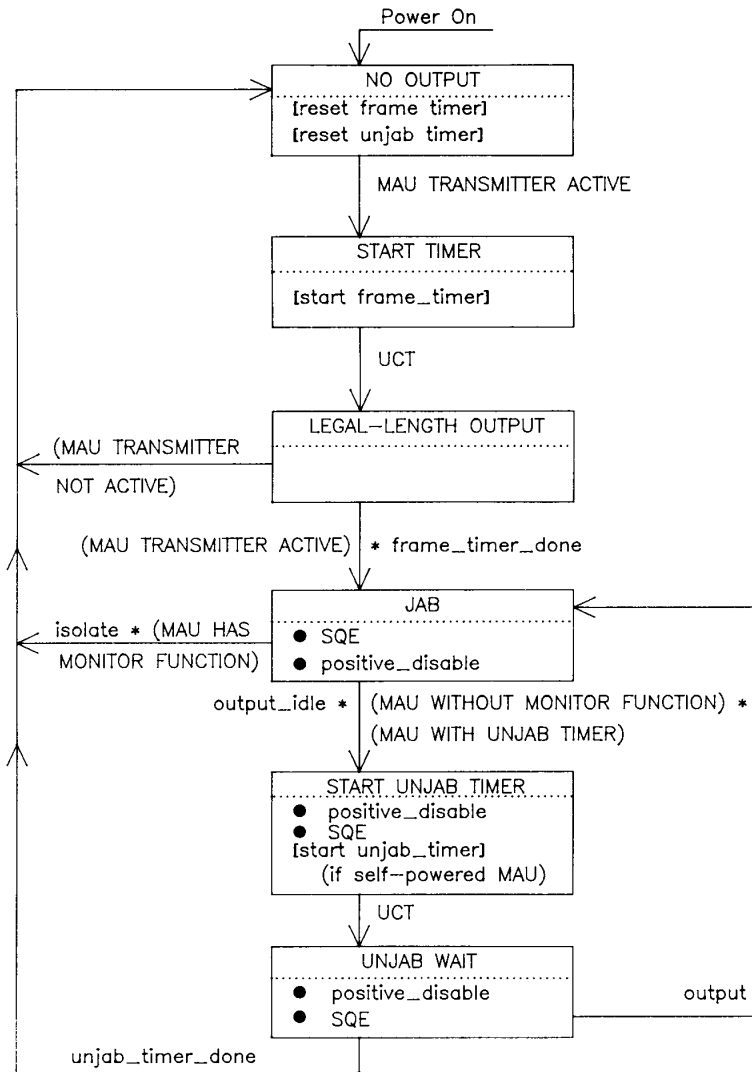 Power On
NO OUTPUT
[reset frame timer]
[reset unjab timer]
MAU TRANSMITTER ACTIVE
START TIMER
[start frame_timer]
UCT
LEGAL-LENGTH OUTPUT
(MAU TRANSMITTER
NOT ACTIVE)
(MAU TRANSMITTER ACTIVE) * frame_timer_done
JAB
● SQE
● positive_disable
isolate * (MAU HAS
MONITOR FUNCTION)
output_idle * (MAU WITHOUT MONITOR FUNCTION) *
(MAU WITH UNJAB TIMER)
START UNJAB TIMER
● positive_disable
● SQE
[start unjab_timer]
(if self-powered MAU)
UCT
UNJAB WAIT
● positive_disable
● SQE
output
unjab_timer_done